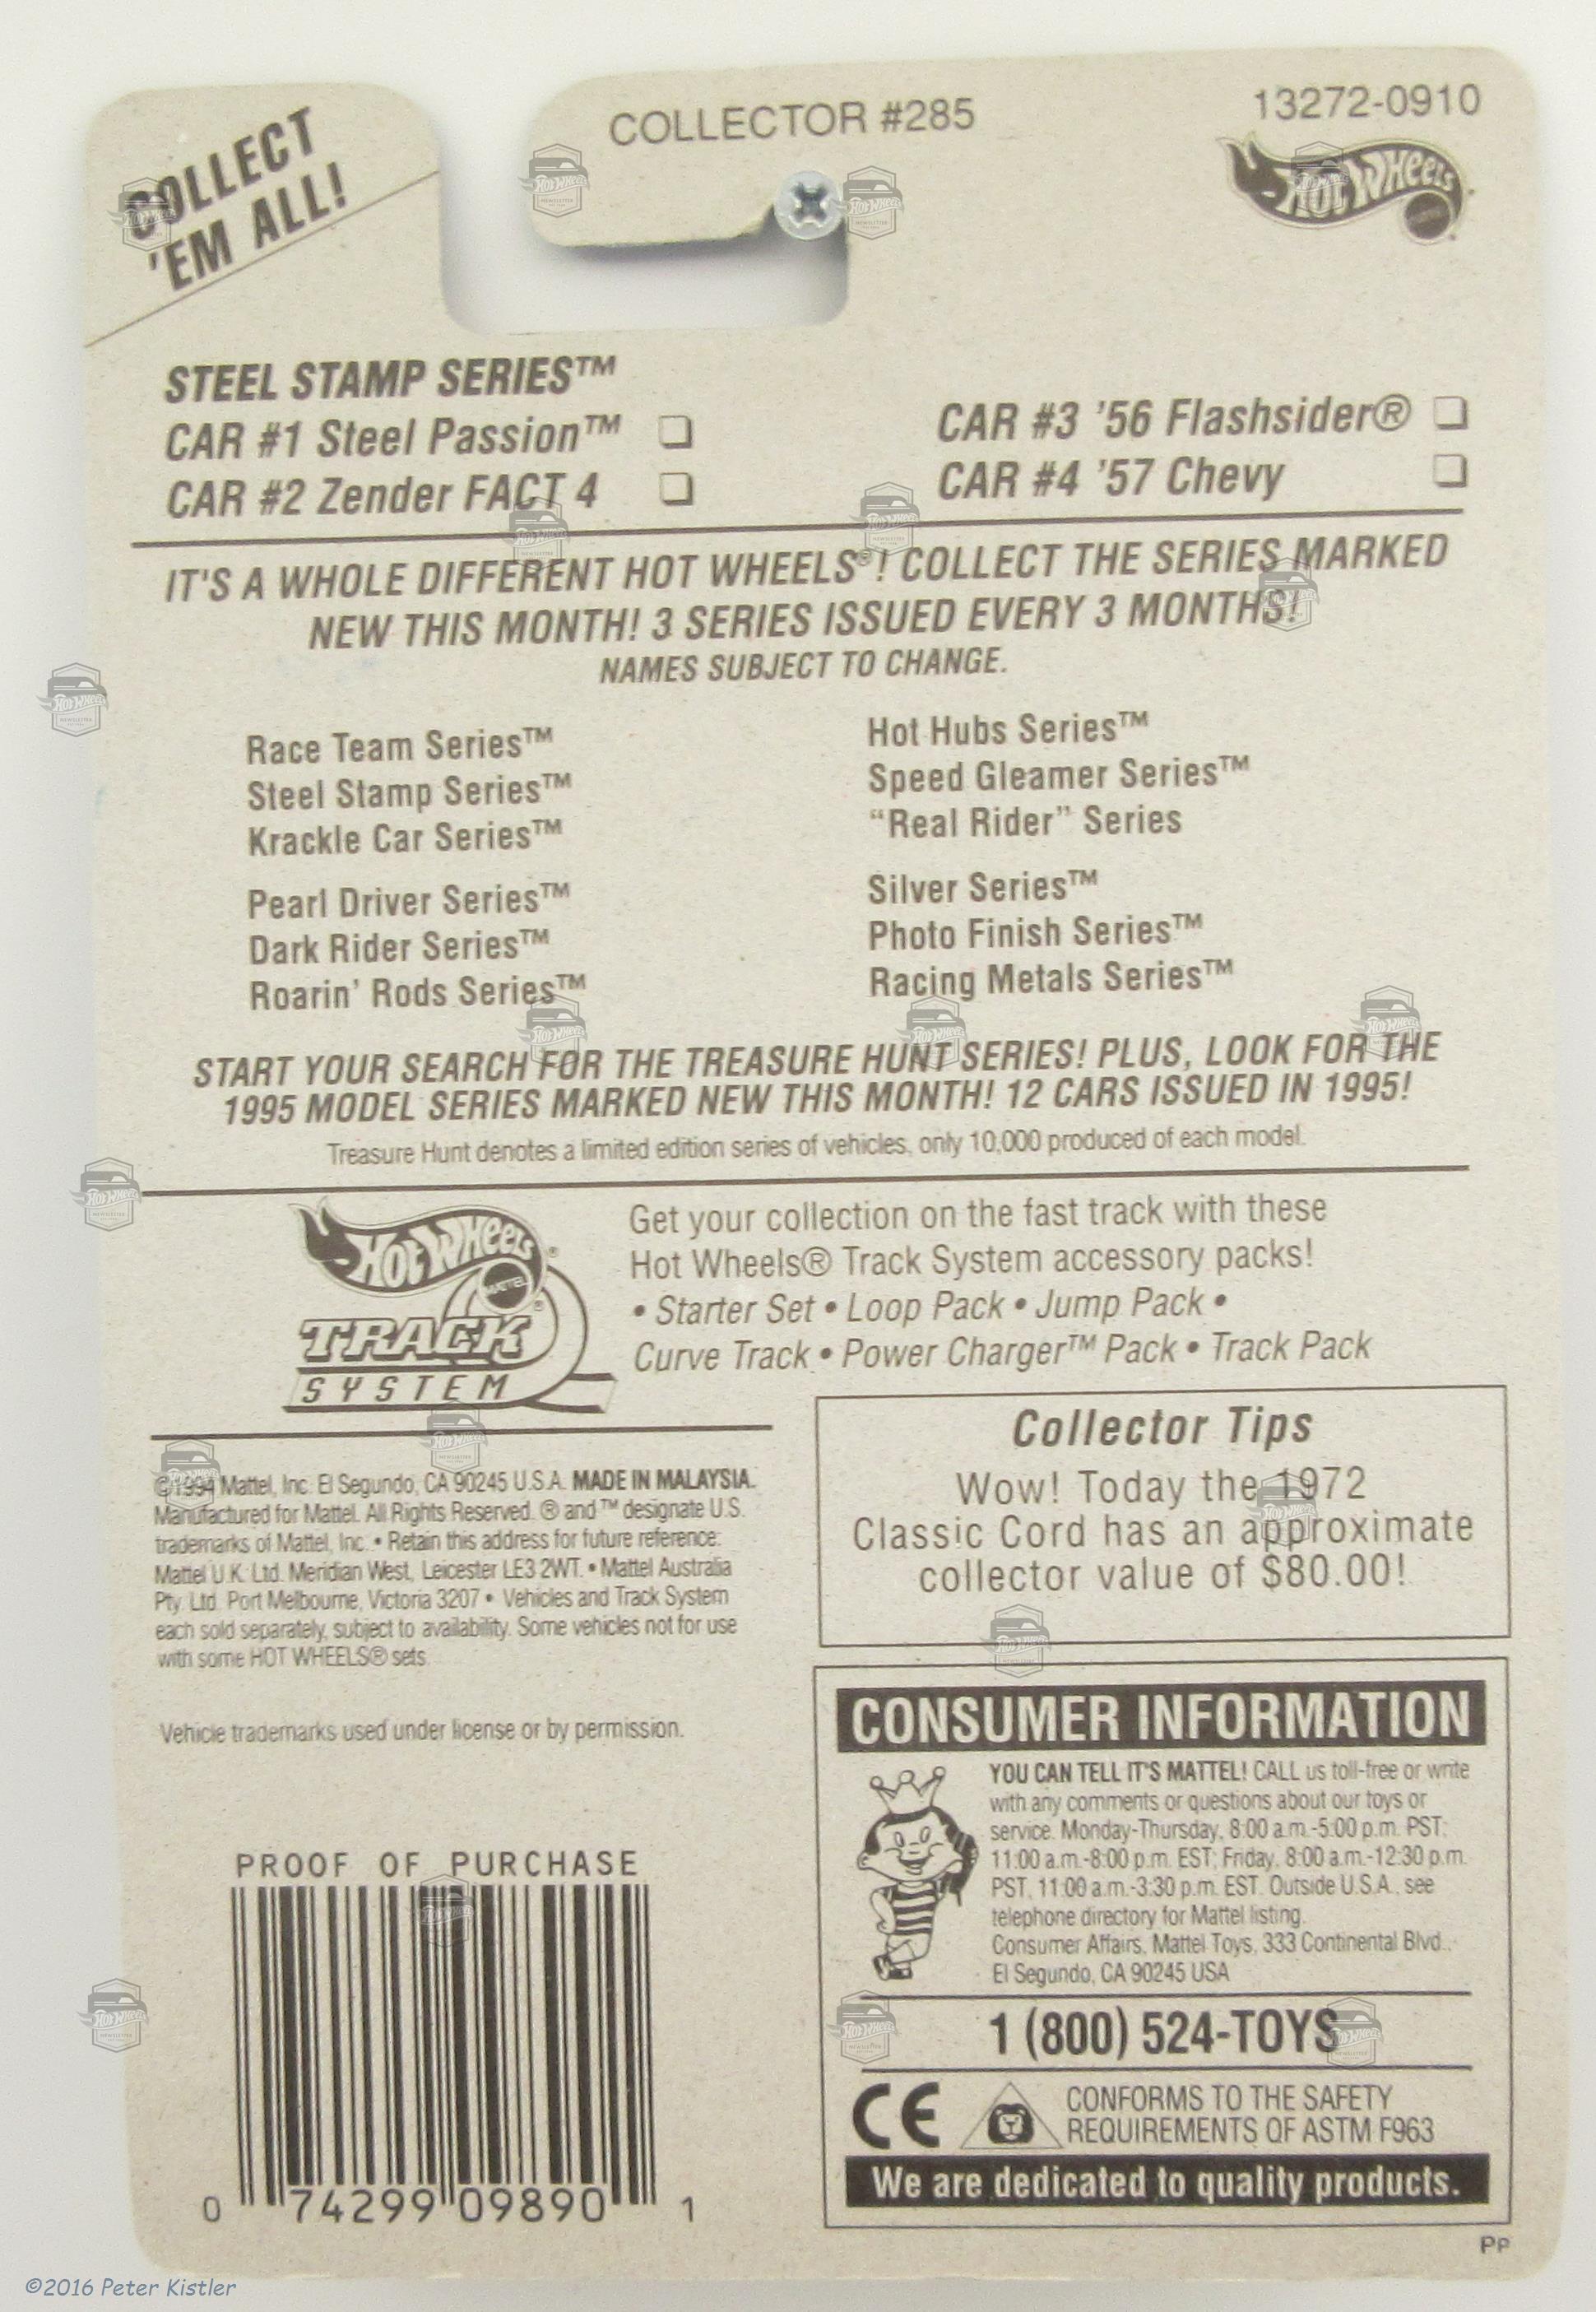 COLLECT
'EM ALL!
COLLECTOR #285
13272-0910
HOT WHEELS
STEEL STAMP SERIES™
CAR #1 Steel Passion™ ❑
CAR #2 Zender FACT 4 ❑
CAR #3 '56 Flashsider® ❑
CAR #4 '57 Chevy ❑
IT'S A WHOLE DIFFERENT HOT WHEELS®! COLLECT THE SERIES MARKED
NEW THIS MONTH! 3 SERIES ISSUED EVERY 3 MONTHS!
NAMES SUBJECT TO CHANGE.
Race Team Series™
Steel Stamp Series™
Krackle Car Series™
Pearl Driver Series™
Dark Rider Series™
Roarin' Rods Series™
Hot Hubs Series™
Speed Gleamer Series™
“Real Rider” Series
Silver Series™
Photo Finish Series™
Racing Metals Series™
START YOUR SEARCH FOR THE TREASURE HUNT SERIES! PLUS, LOOK FOR THE
1995 MODEL SERIES MARKED NEW THIS MONTH! 12 CARS ISSUED IN 1995!
Treasure Hunt denotes a limited edition series of vehicles, only 10,000 produced of each model.
HOT WHEELS®
MATTEL®
TRACK
SYSTEM
Get your collection on the fast track with these
Hot Wheels® Track System accessory packs!
• Starter Set • Loop Pack • Jump Pack •
Curve Track • Power Charger™ Pack • Track Pack
©1994 Mattel, Inc. El Segundo, CA 90245 U.S.A. MADE IN MALAYSIA.
Manufactured for Mattel. All Rights Reserved. ® and ™ designate U.S.
trademarks of Mattel, Inc. • Retain this address for future reference:
Mattel U.K. Ltd. Meridian West, Leicester LE3 2WT. • Mattel Australia
Pty. Ltd. Port Melbourne, Victoria 3207 • Vehicles and Track System
each sold separately, subject to availability. Some vehicles not for use
with some HOT WHEELS® sets.
Vehicle trademarks used under license or by permission.
Collector Tips
Wow! Today the 1972
Classic Cord has an approximate
collector value of $80.00!
CONSUMER INFORMATION
YOU CAN TELL IT'S MATTEL! CALL us toll-free or write
with any comments or questions about our toys or
service. Monday-Thursday, 8:00 a.m.-5:00 p.m. PST:
11:00 a.m.-8:00 p.m. EST; Friday, 8:00 a.m.-12:30 p.m.
PST, 11:00 a.m.-3:30 p.m. EST. Outside U.S.A., see
telephone directory for Mattel listing.
Consumer Affairs, Mattel Toys, 333 Continental Blvd.,
El Segundo, CA 90245 USA
1 (800) 524-TOYS
CE
CONFORMS TO THE SAFETY
REQUIREMENTS OF ASTM F963
We are dedicated to quality products.
PROOF OF PURCHASE
0 74299 09890 1
PP
©2016 Peter Kistler